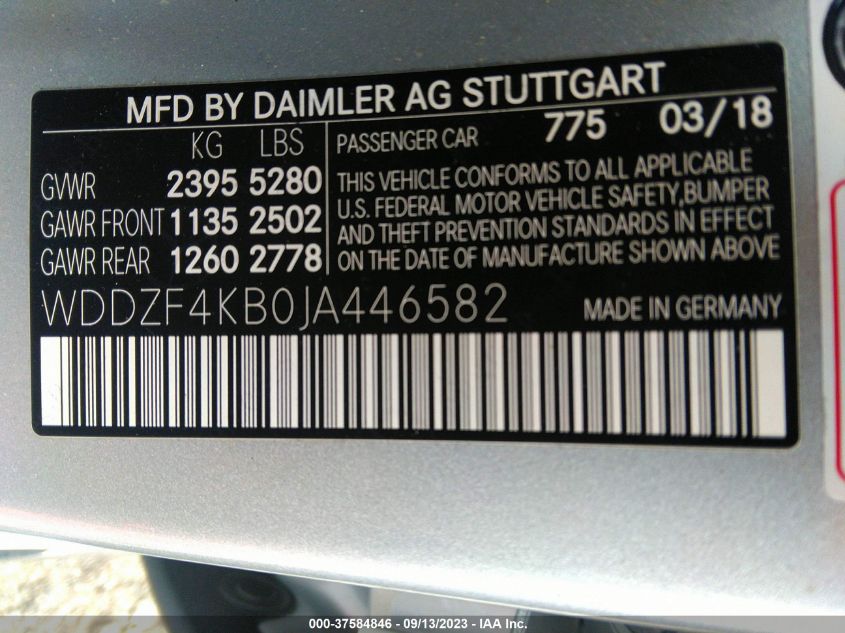 MFD BY DAIMLER AG STUTTGART
KG LBS
GVWR 2395 5280
GAWR FRONT 1135 2502
GAWR REAR 1260 2778
PASSENGER CAR 775 03/18
THIS VEHICLE CONFORMS TO ALL APPLICABLE
U.S. FEDERAL MOTOR VEHICLE SAFETY,BUMPER
AND THEFT PREVENTION STANDARDS IN EFFECT
ON THE DATE OF MANUFACTURE SHOWN ABOVE
WDDZF4KB0JA446582 MADE IN GERMANY
000-37584846 - 09/13/2023 - IAA Inc.